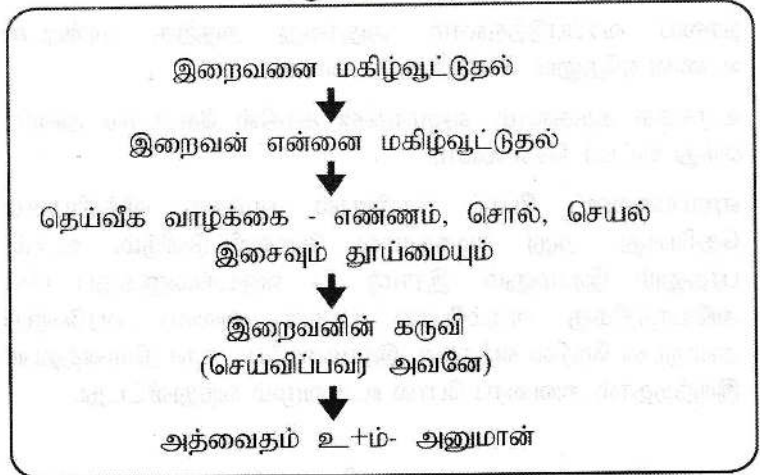 இறைவனை மகிழ்வூட்டுதல்
இறைவன் என்னை மகிழ்வூட்டுதல்
தெய்வீக வாழ்க்கை - எண்ணம், சொல், செயல்
இசைவும் தூய்மையும்
இறைவனின் கருவி
(செய்விப்பவர் அவனே)
அத்வைதம் உ+ம்- அனுமான்